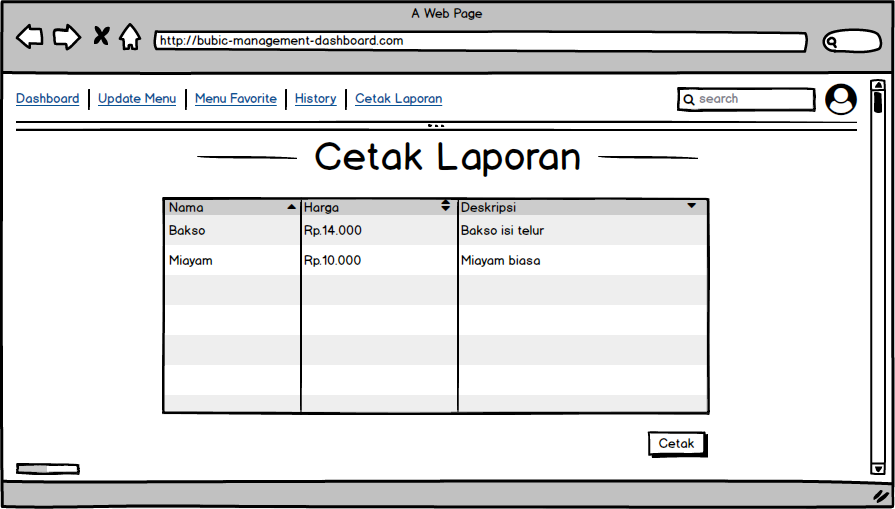 A Web Page
http://bubic-management-dashboard.com
Dashboard Update Menu Menu Favorite History Cetak Laporan search
Cetak Laporan
Nama Harga Deskripsi
Bakso Rp.14.000 Bakso isi telur
Miayam Rp.10.000 Miayam biasa
Cetak